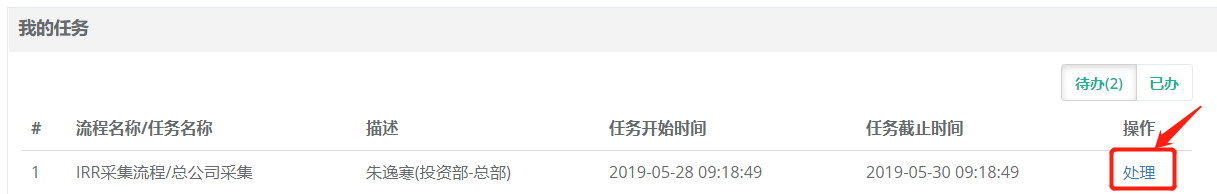 我的任务
待办(2) 已办
# 流程名称/任务名称 描述 任务开始时间 任务截止时间 操作
1 IRR采集流程/总公司采集 朱逸寒(投资部-总部) 2019-05-28 09:18:49 2019-05-30 09:18:49 处理